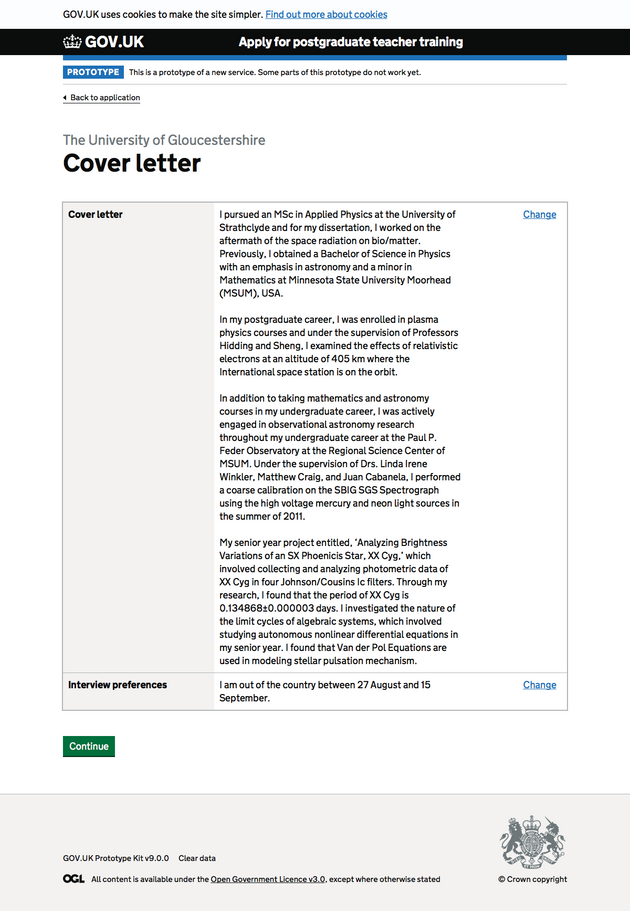 GOV.UK uses cookies to make the site simpler. Find out more about cookies
GOV.UK
Apply for postgraduate teacher training
PROTOTYPE This is a prototype of a new service. Some parts of this prototype do not work yet.
Back to application
The University of Gloucestershire
Cover letter
Cover letter
Change
I pursued an MSc in Applied Physics at the University of
Strathclyde and for my dissertation, I worked on the
aftermath of the space radiation on bio/matter.
Previously, I obtained a Bachelor of Science in Physics
with an emphasis in astronomy and a minor in
Mathematics at Minnesota State University Moorhead
(MSUM), USA.
In my postgraduate career, I was enrolled in plasma
physics courses and under the supervision of Professors
Hidding and Sheng, I examined the effects of relativistic
electrons at an altitude of 405 km where the
International space station is on the orbit.
In addition to taking mathematics and astronomy
courses in my undergraduate career, I was actively
engaged in observational astronomy research
throughout my undergraduate career at the Paul P.
Feder Observatory at the Regional Science Center of
MSUM. Under the supervision of Drs. Linda Irene
Winkler, Matthew Craig, and Juan Cabanela, I performed
a coarse calibration on the SBIG SGS Spectrograph
using the high voltage mercury and neon light sources in
the summer of 2011.
My senior year project entitled, ‘Analyzing Brightness
Variations of an SX Phoenicis Star, XX Cyg,’ which
involved collecting and analyzing photometric data of
XX Cyg in four Johnson/Cousins Ic filters. Through my
research, I found that the period of XX Cyg is
0.134868±0.000003 days. I investigated the nature of
the limit cycles of algebraic systems, which involved
studying autonomous nonlinear differential equations in
my senior year. I found that Van der Pol Equations are
used in modeling stellar pulsation mechanism.
Interview preferences
I am out of the country between 27 August and 15
September.
Change
Continue
GOV.UK Prototype Kit v9.0.0 Clear data
OGL All content is available under the Open Government Licence v3.0, except where otherwise stated
© Crown copyright